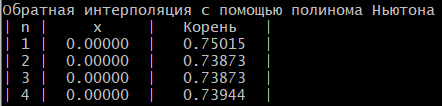 Обратная интерполяция с помощью полинома Ньютона
| n |    x    |   Корень   |
| 1 | 0.00000 | 0.75015 |
| 2 | 0.00000 | 0.73873 |
| 3 | 0.00000 | 0.73873 |
| 4 | 0.00000 | 0.73944 |